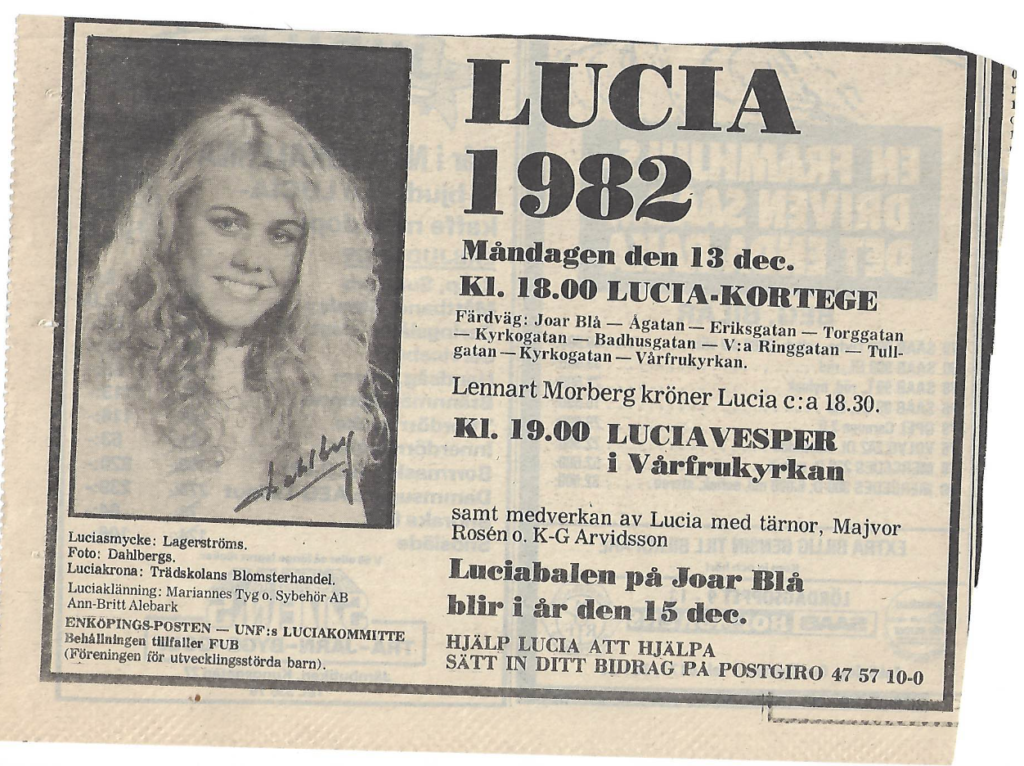 LUCIA
1982
Måndagen den 13 dec.
Kl. 18.00 LUCIA-KORTEGE
Färdväg: Joar Blå — Ågatan — Eriksgatan — Torggatan
— Kyrkogatan — Badhusgatan — V:a Ringgatan — Tull-
gatan — Kyrkogatan — Vårfrukyrkan.
Lennart Morberg kröner Lucia c:a 18.30.
Kl. 19.00 LUCIAVESPER
i Vårfrukyrkan
samt medverkan av Lucia med tärnor, Majvor
Rosén o. K-G Arvidsson
Luciabalen på Joar Blå
blir i år den 15 dec.
HJÄLP LUCIA ATT HJÄLPA
SÄTT IN DITT BIDRAG PÅ POSTGIRO 47 57 10-0
Dahlberg
Luciasmycke: Lagerströms.
Foto: Dahlbergs.
Luciakrona: Trädskolans Blomsterhandel.
Luciaklänning: Mariannes Tyg o. Sybehör AB
Ann-Britt Alebark
ENKÖPINGS-POSTEN — UNF:s LUCIAKOMMITTE
Behållningen tillfaller FUB
(Föreningen för utvecklingsstörda barn).